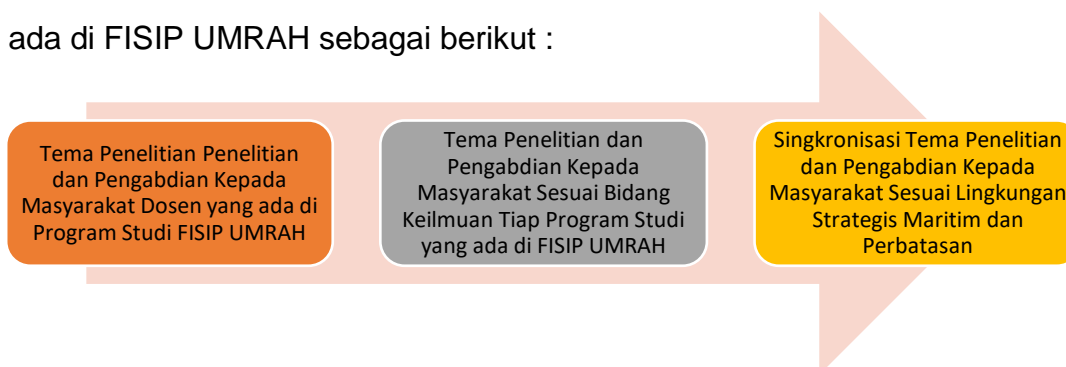 ada di FISIP UMRAH sebagai berikut :
Tema Penelitian Penelitian
dan Pengabdian Kepada
Masyarakat Dosen yang ada di
Program Studi FISIP UMRAH
Tema Penelitian dan
Pengabdian Kepada
Masyarakat Sesuai Bidang
Keilmuan Tiap Program Studi
yang ada di FISIP UMRAH
Singkronisasi Tema Penelitian
dan Pengabdian Kepada
Masyarakat Sesuai Lingkungan
Strategis Maritim dan
Perbatasan